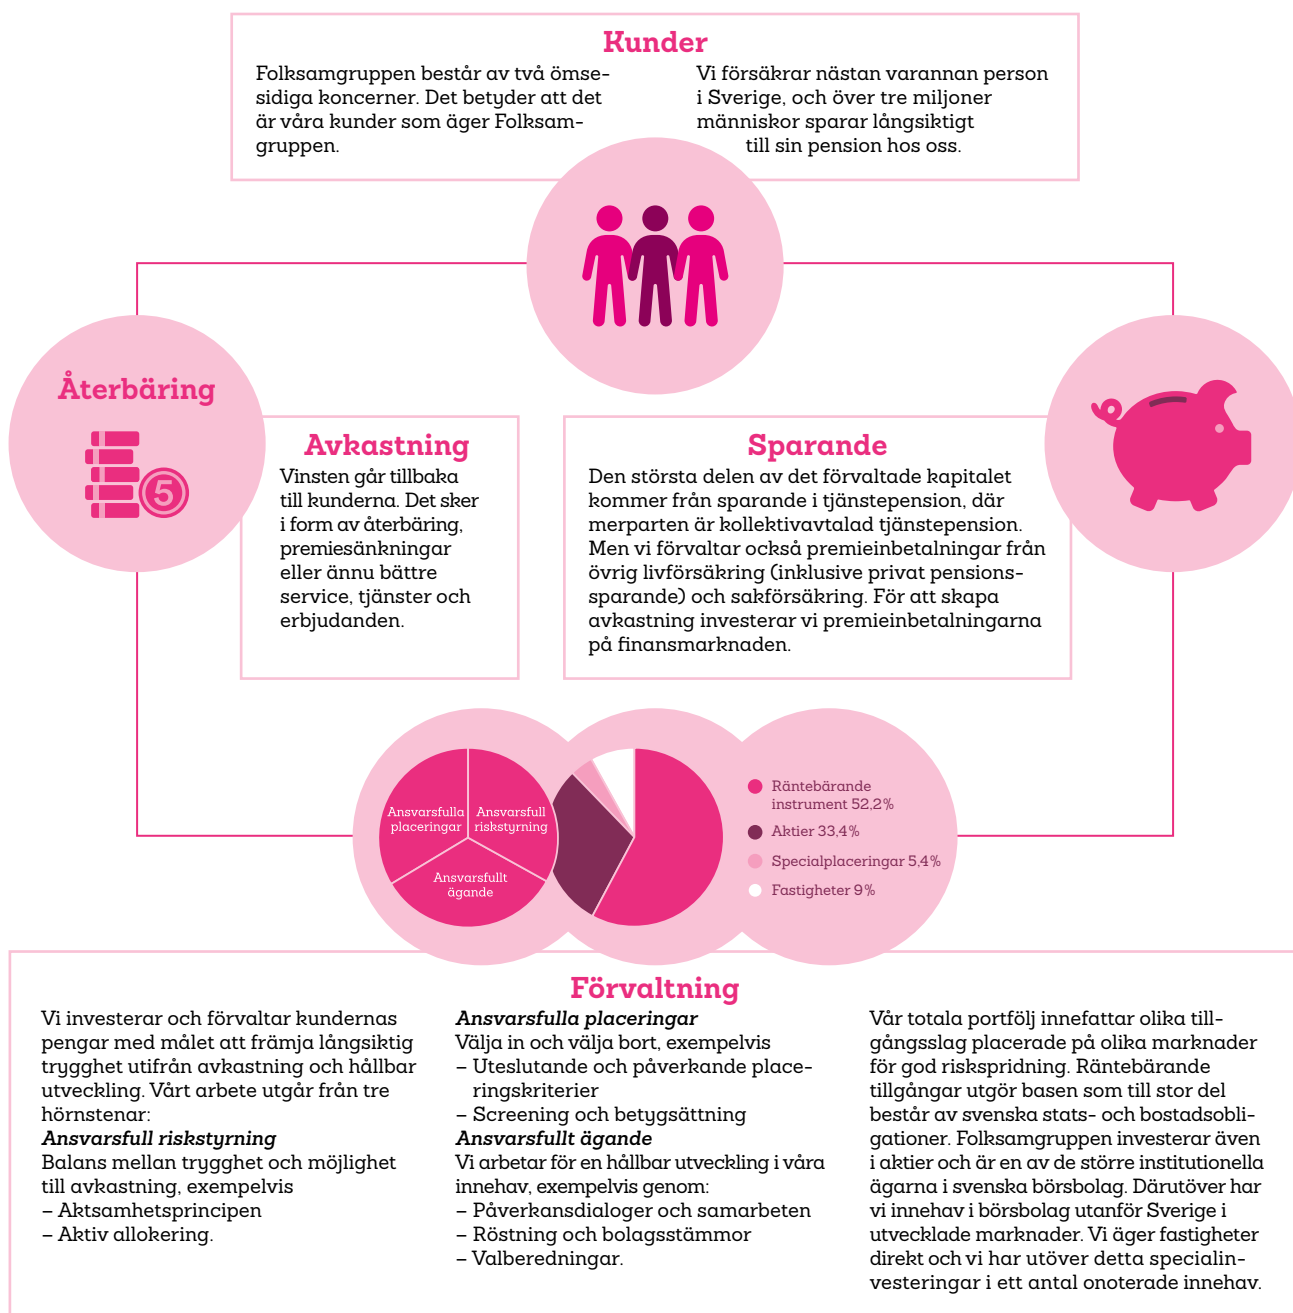 Kunder
Folksamgruppen består av två ömse-
sidiga koncerner. Det betyder att det
är våra kunder som äger Folksam-
gruppen.
Vi försäkrar nästan varannan person
i Sverige, och över tre miljoner
människor sparar långsiktigt
till sin pension hos oss.
Återbäring
5
Avkastning
Vinsten går tillbaka
till kunderna. Det sker
i form av återbäring,
premiesänkningar
eller ännu bättre
service, tjänster och
erbjudanden.
Sparande
Den största delen av det förvaltade kapitalet
kommer från sparande i tjänstepension, där
merparten är kollektivavtalad tjänstepension.
Men vi förvaltar också premieinbetalningar från
övrig livförsäkring (inklusive privat pensions-
sparande) och sakförsäkring. För att skapa
avkastning investerar vi premieinbetalningarna
på finansmarknaden.
Ansvarsfulla
placeringar
Ansvarsfull
riskstyrning
Ansvarsfullt
ägande
Räntebärande
instrument 52,2%
Aktier 33,4%
Specialplaceringar 5,4%
Fastigheter 9%
Förvaltning
Vi investerar och förvaltar kundernas
pengar med målet att främja långsiktig
trygghet utifrån avkastning och hållbar
utveckling. Vårt arbete utgår från tre
hörnstenar:
Ansvarsfull riskstyrning
Balans mellan trygghet och möjlighet
till avkastning, exempelvis
– Aktsamhetsprincipen
– Aktiv allokering.
Ansvarsfulla placeringar
Välja in och välja bort, exempelvis
– Uteslutande och påverkande place-
ringskriterier
– Screening och betygsättning
Ansvarsfullt ägande
Vi arbetar för en hållbar utveckling i våra
innehav, exempelvis genom:
– Påverkansdialoger och samarbeten
– Röstning och bolagsstämmor
– Valberedningar.
Vår totala portfölj innefattar olika till-
gångsslag placerade på olika marknader
för god riskspridning. Räntebärande
tillgångar utgör basen som till stor del
består av svenska stats- och bostadsobli-
gationer. Folksamgruppen investerar även
i aktier och är en av de större institutionella
ägarna i svenska börsbolag. Därutöver har
vi innehav i börsbolag utanför Sverige i
utvecklade marknader. Vi äger fastigheter
direkt och vi har utöver detta specialin-
vesteringar i ett antal onoterade innehav.